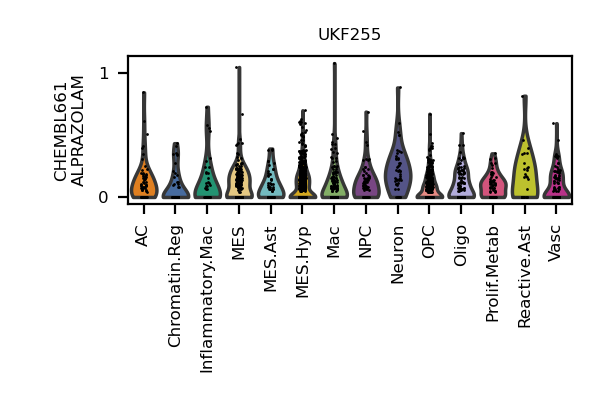 UKF255
CHEMBL661
ALPRAZOLAM
1
0
AC
Chromatin.Reg
Inflammatory.Mac
MES
MES.Ast
MES.Hyp
Mac
NPC
Neuron
OPC
Oligo
Prolif.Metab
Reactive.Ast
Vasc